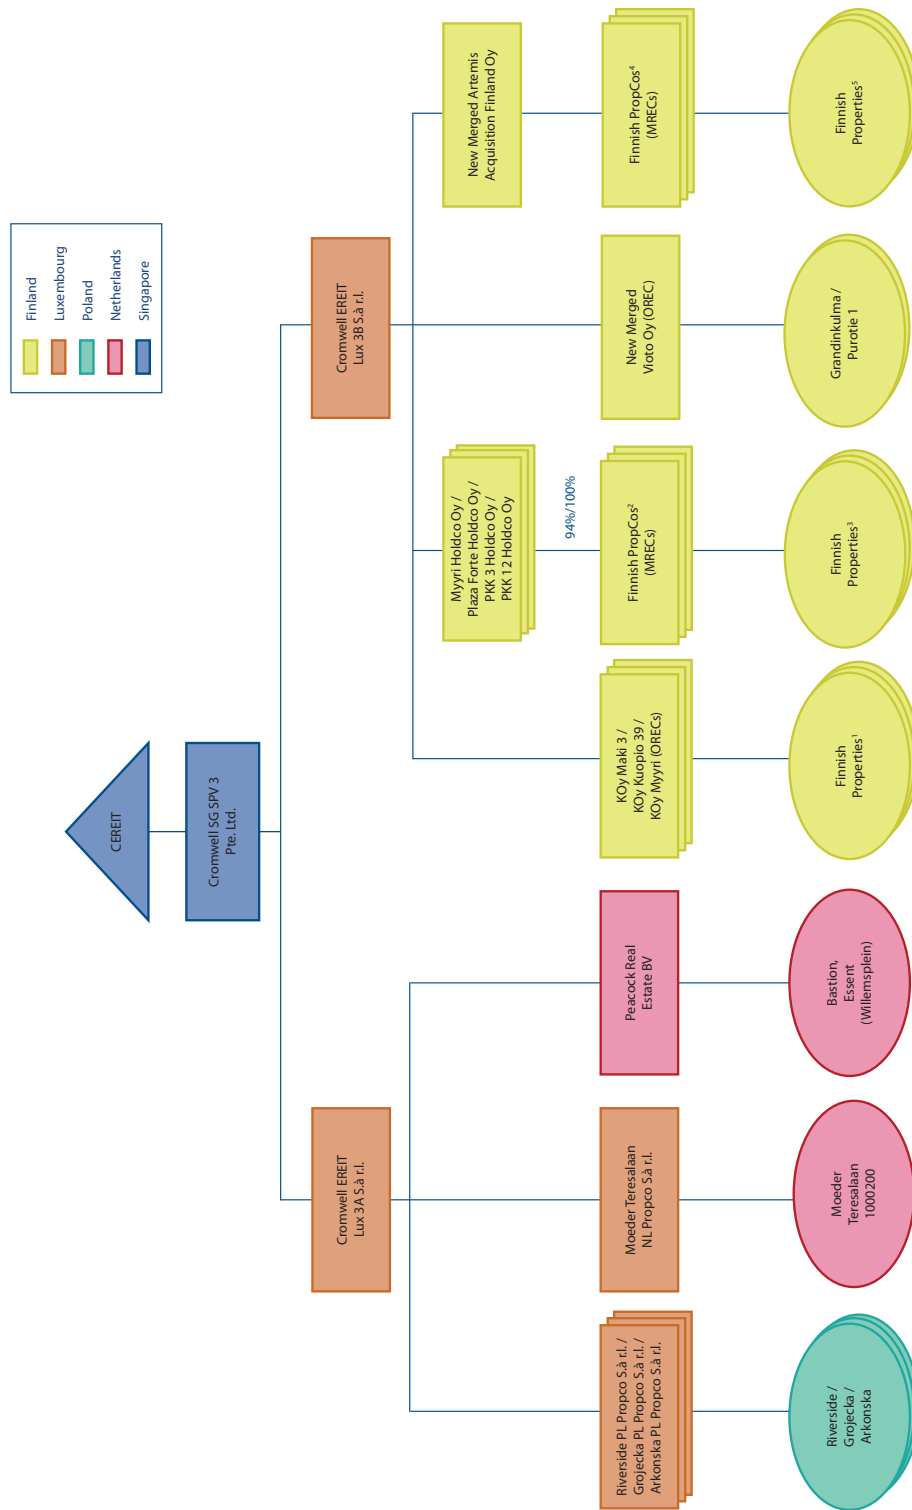 Finland
Luxembourg
Poland
Netherlands
Singapore
CEREIT
Cromwell SG SPV 3
Pte. Ltd.
Cromwell EREIT
Lux 3A S.à r.l.
Cromwell EREIT
Lux 3B S.à r.l.
Myyri Holdco Oy /
Plaza Forte Holdco Oy /
PKK 3 Holdco Oy /
PKK 12 Holdco Oy
New Merged Artemis
Acquisition Finland Oy
94%/100%
Riverside PL Propco S.à r.l. /
Grojecka PL Propco S.à r.l. /
Arkonska PL Propco S.à r.l.
Moeder Teresalaan
NL Propco S.à r.l.
Peacock Real
Estate BV
KOy Maki 3 /
KOy Kuopio 39 /
KOy Myyri (ORECs)
Finnish PropCos²
(MRECs)
New Merged
Vioto Oy (OREC)
Finnish PropCos⁴
(MRECs)
Riverside /
Grojecka /
Arkonska
Moeder
Teresalaan
1000200
Bastion,
Essent
(Willemsplein)
Finnish
Properties¹
Finnish
Properties³
Grandinkulma /
Purotie 1
Finnish
Properties⁵